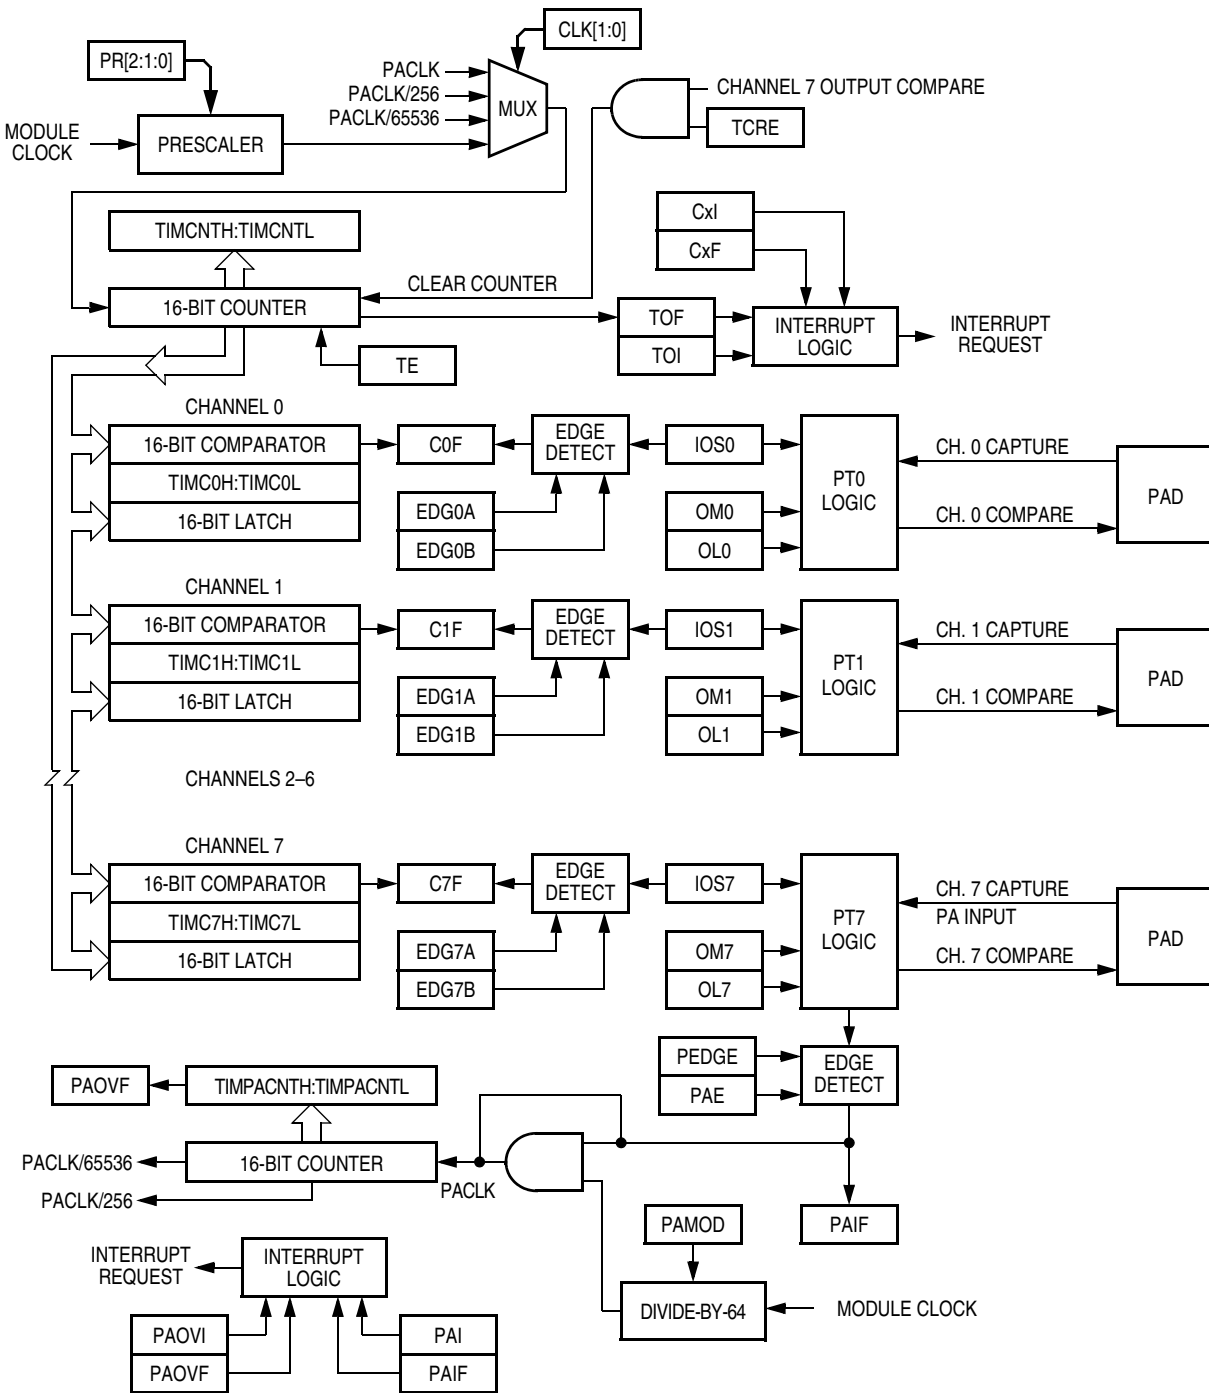 CLK[1:0]
PR[2:1:0]
PACLK
PACLK/256
PACLK/65536
MUX
CHANNEL 7 OUTPUT COMPARE
TCRE
MODULE
CLOCK
PRESCALER
TIMCNTH:TIMCNTL
CxI
CxF
CLEAR COUNTER
16-BIT COUNTER
TOF
TOI
INTERRUPT
LOGIC
INTERRUPT
REQUEST
TE
CHANNEL 0
16-BIT COMPARATOR
TIMC0H:TIMC0L
16-BIT LATCH
C0F
EDGE
DETECT
IOS0
EDG0A
EDG0B
OM0
OL0
PT0
LOGIC
CH. 0 CAPTURE
CH. 0 COMPARE
PAD
CHANNEL 1
16-BIT COMPARATOR
TIMC1H:TIMC1L
16-BIT LATCH
C1F
EDGE
DETECT
IOS1
EDG1A
EDG1B
OM1
OL1
PT1
LOGIC
CH. 1 CAPTURE
CH. 1 COMPARE
PAD
CHANNELS 2–6
CHANNEL 7
16-BIT COMPARATOR
TIMC7H:TIMC7L
16-BIT LATCH
C7F
EDGE
DETECT
IOS7
EDG7A
EDG7B
OM7
OL7
PT7
LOGIC
CH. 7 CAPTURE
PA INPUT
CH. 7 COMPARE
PAD
PEDGE
PAE
EDGE
DETECT
PAOVF
TIMPACNTH:TIMPACNTL
PACLK/65536
16-BIT COUNTER
PACLK
PACLK/256
PAMOD
PAIF
INTERRUPT
REQUEST
INTERRUPT
LOGIC
DIVIDE-BY-64
MODULE CLOCK
PAOVI
PAOVF
PAI
PAIF